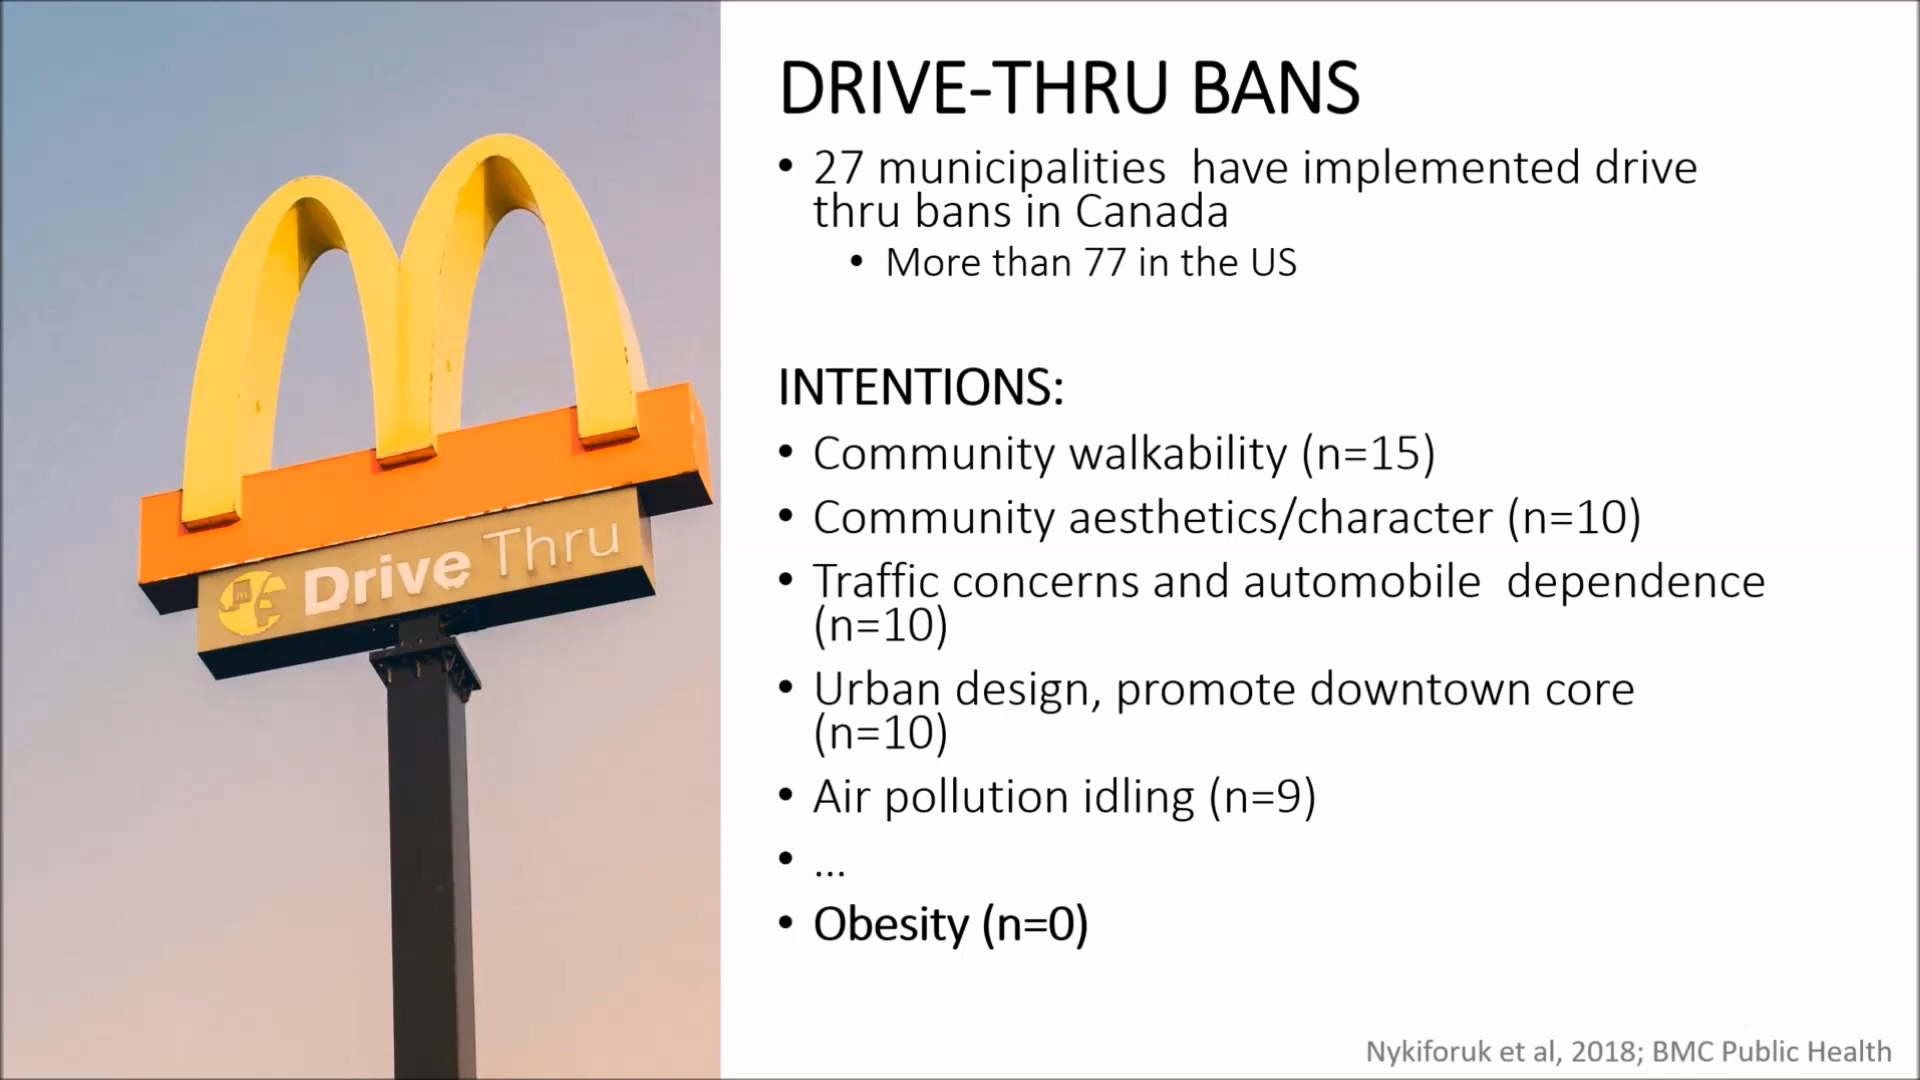 DRIVE-THRU BANS
• 27 municipalities have implemented drive
thru bans in Canada
• More than 77 in the US
INTENTIONS:
• Community walkability (n=15)
• Community aesthetics/character (n=10)
• Traffic concerns and automobile dependence
(n=10)
• Urban design, promote downtown core
(n=10)
• Air pollution idling (n=9)
• ...
• Obesity (n=0)
Nykiforuk et al, 2018; BMC Public Health
Drive Thru